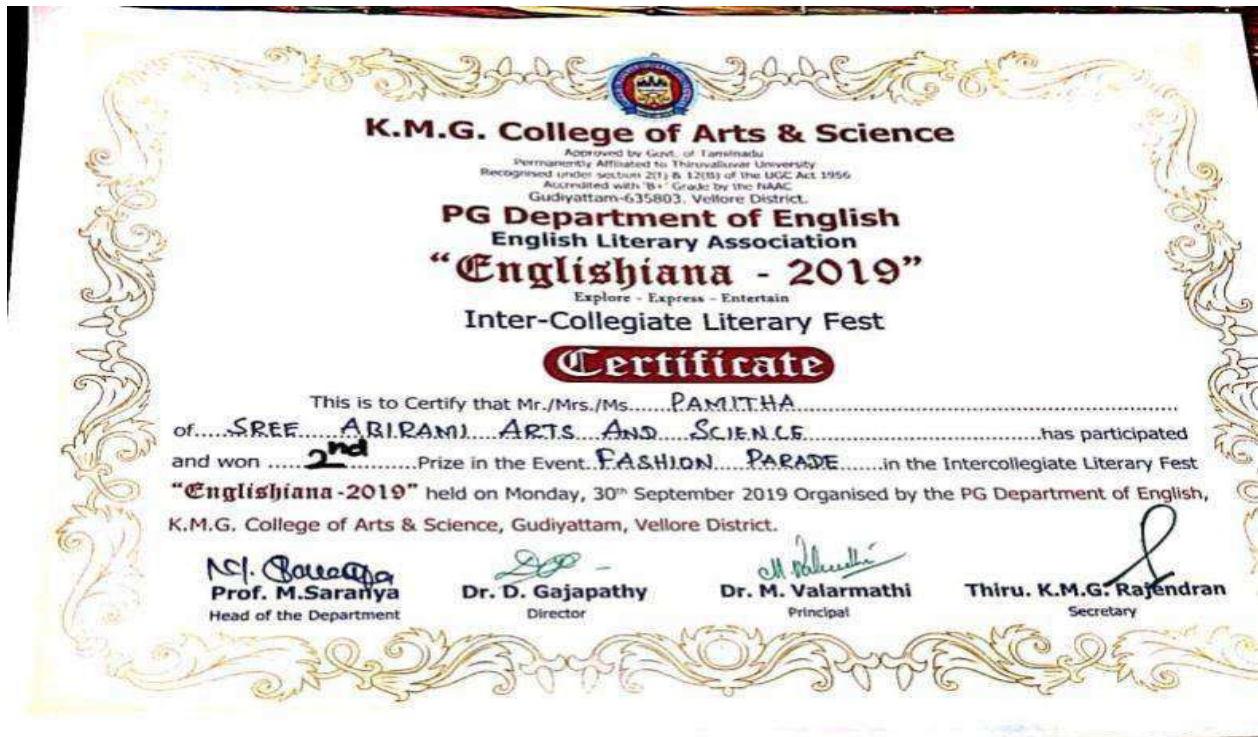 K.M.G. College of Arts & Science
Approved by Govt. of Tamilnadu
Permanently Affiliated to Thiruvalluvar University
Recognised under section 2(f) & 12(B) of the UGC Act 1956
Accredited with 'B+' Grade by the NAAC
Gudiyattam-635803. Vellore District.
PG Department of English
English Literary Association
“Englishiana - 2019”
Explore - Express - Entertain
Inter-Collegiate Literary Fest
Certificate
This is to Certify that Mr./Mrs./Ms......PAMITHA..........
of.....SREE ABIRAMI ARTS AND SCIENCE..........has participated
and won ......2nd..........Prize in the Event. FASHION PARADE......in the Intercollegiate Literary Fest
“Englishiana-2019” held on Monday, 30th September 2019 Organised by the PG Department of English,
K.M.G. College of Arts & Science, Gudiyattam, Vellore District.
Prof. M.Saranya Dr. D. Gajapathy Dr. M. Valarmathi Thiru. K.M.G. Rajendran
Head of the Department Director Principal Secretary